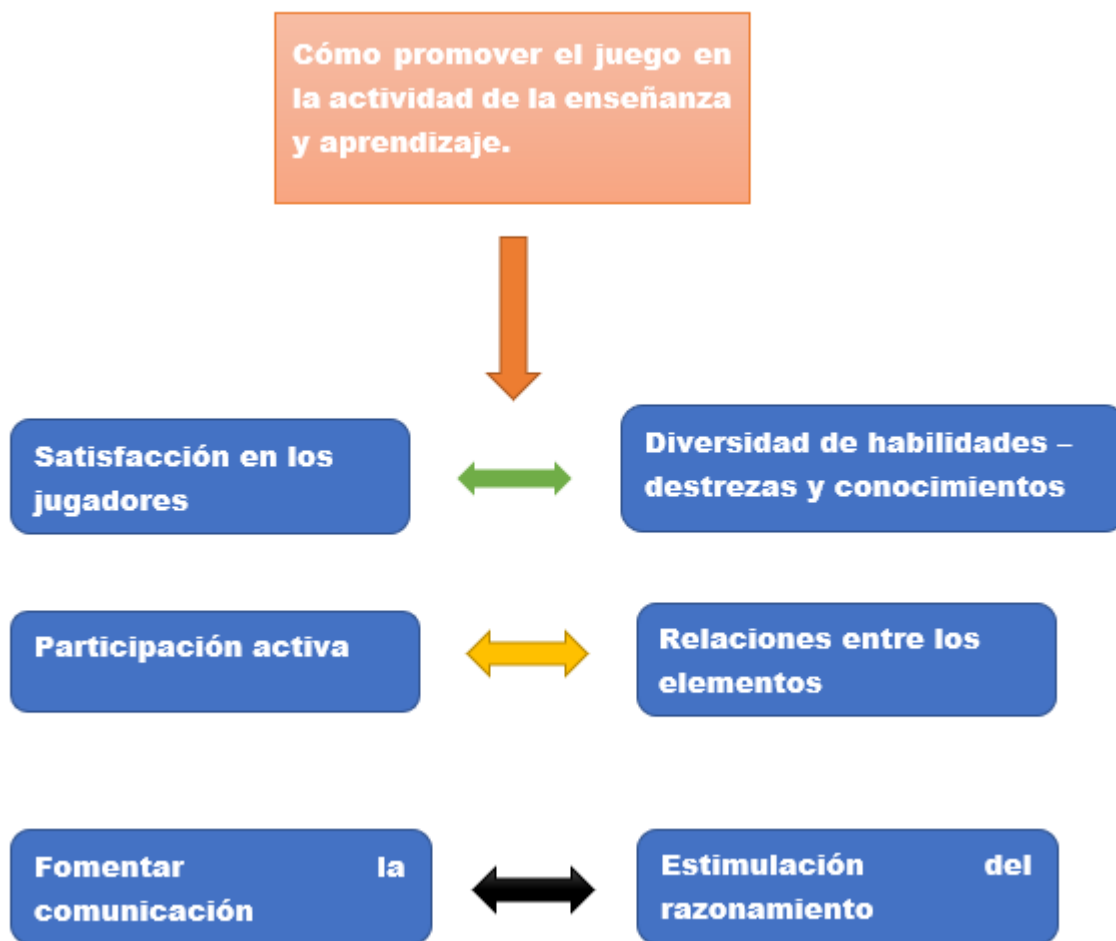 Cómo promover el juego en
la actividad de la enseñanza
y aprendizaje.
Satisfacción en los
jugadores
Diversidad de habilidades –
destrezas y conocimientos
Participación activa
Relaciones entre los
elementos
Fomentar la
comunicación
Estimulación del
razonamiento